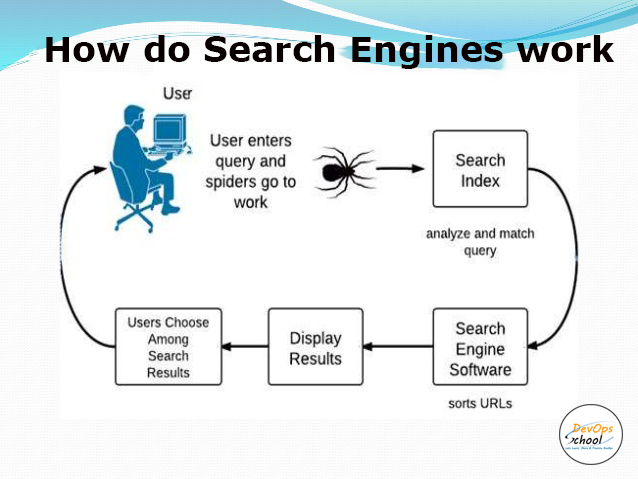 How do Search Engines work
User
User enters
query and
spiders go to
work
Search
Index
analyze and match
query
Users Choose
Among
Search
Results
Display
Results
Search
Engine
Software
sorts URLs
DevOps
School